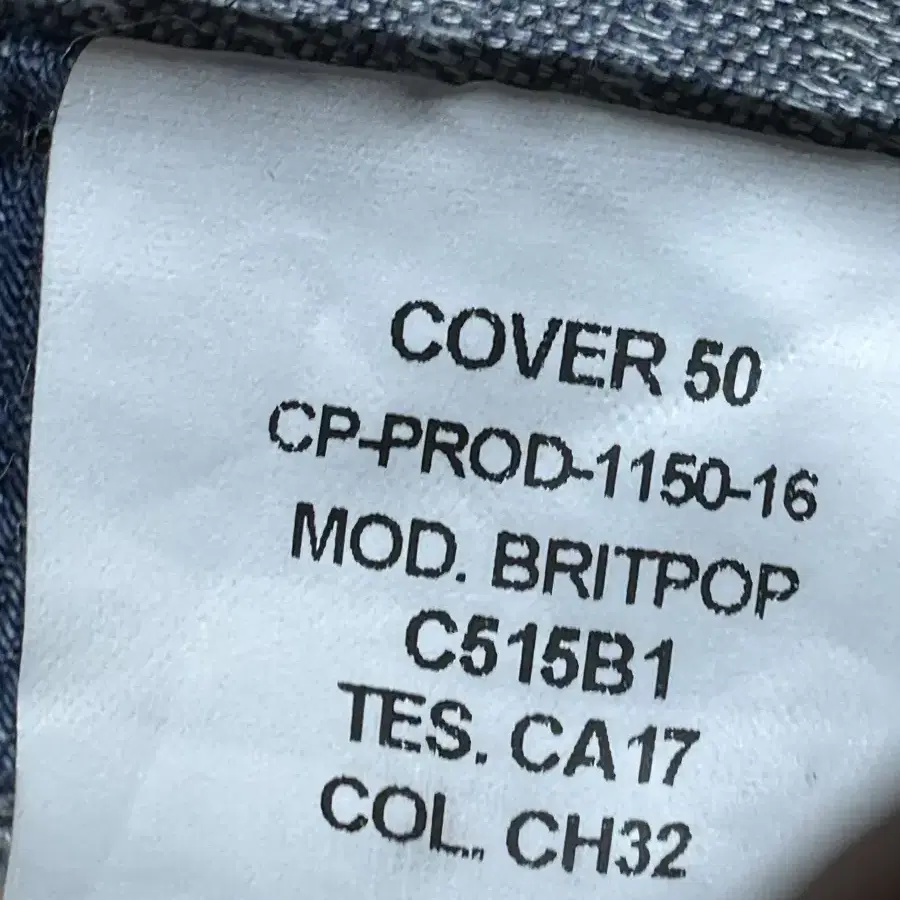 COVER 50
CP-PROD-1150-16
MOD. BRITPOP
C515B1
TES. CA17
COL. CH32